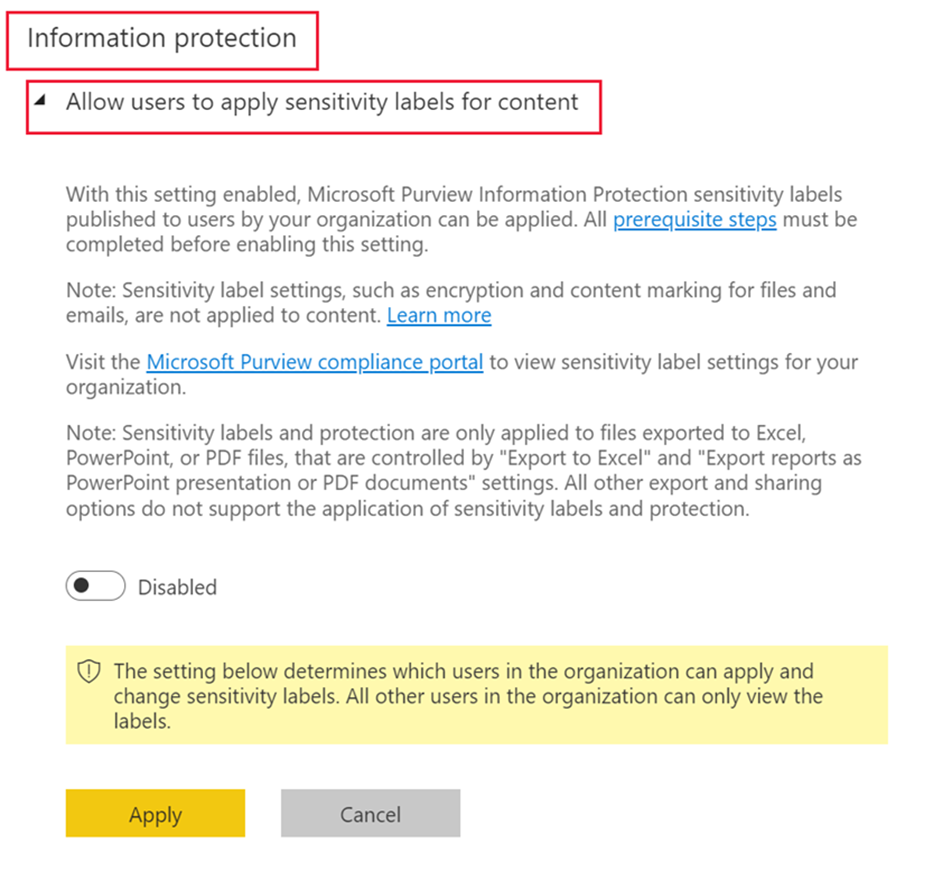 Information protection
Allow users to apply sensitivity labels for content
With this setting enabled, Microsoft Purview Information Protection sensitivity labels
published to users by your organization can be applied. All prerequisite steps must be
completed before enabling this setting.
Note: Sensitivity label settings, such as encryption and content marking for files and
emails, are not applied to content. Learn more
Visit the Microsoft Purview compliance portal to view sensitivity label settings for your
organization.
Note: Sensitivity labels and protection are only applied to files exported to Excel,
PowerPoint, or PDF files, that are controlled by "Export to Excel" and "Export reports as
PowerPoint presentation or PDF documents" settings. All other export and sharing
options do not support the application of sensitivity labels and protection.
Disabled
The setting below determines which users in the organization can apply and
change sensitivity labels. All other users in the organization can only view the
labels.
Apply Cancel